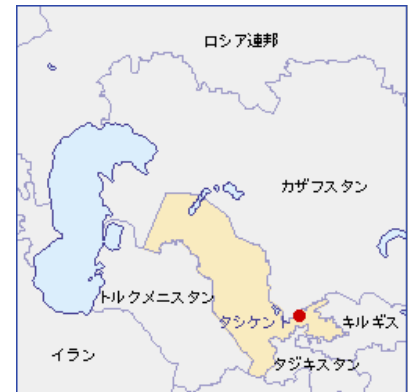 ロシア連邦
カザフスタン
トルクメニスタン
タシケント
キルギス
イラン
タジキスタン